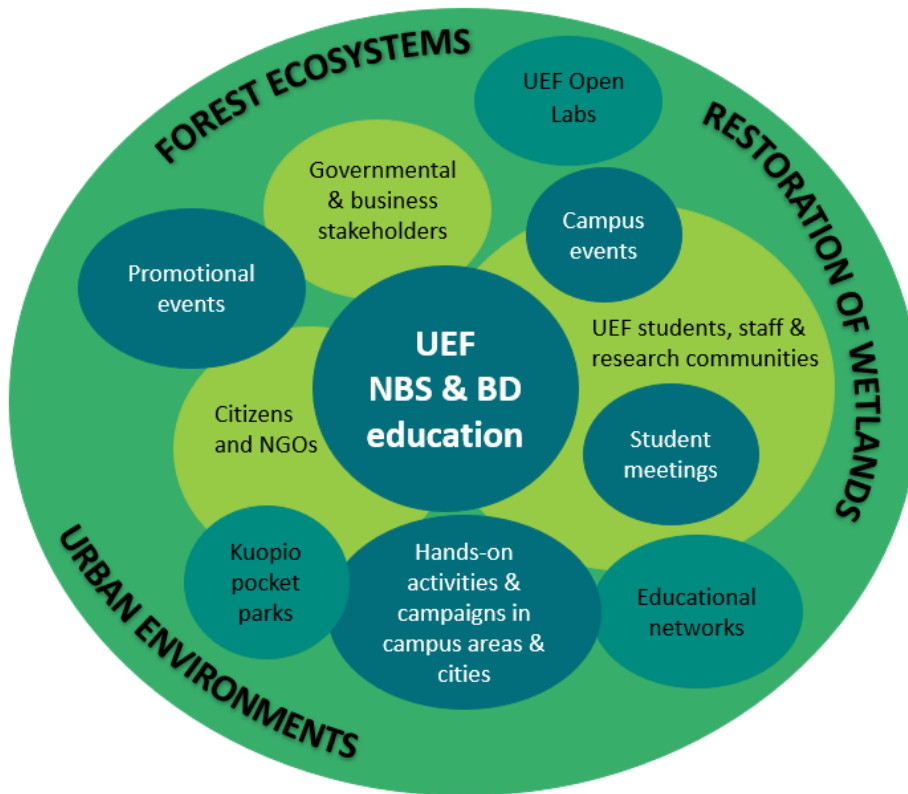 FOREST ECOSYSTEMS
RESTORATION OF WETLANDS
UEF Open
Labs
Governmental
& business
stakeholders
Campus
events
Promotional
events
UEF
NBS & BD
education
UEF students, staff &
research communities
Citizens
and NGOs
Student
meetings
Kuopio
pocket
parks
Hands-on
activities &
campaigns in
campus areas &
cities
Educational
networks
URBAN ENVIRONMENTS